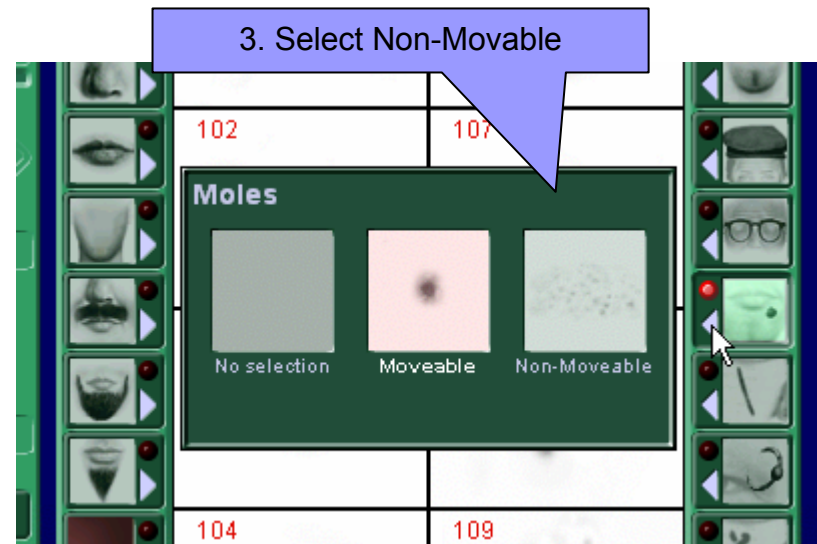 3. Select Non-Movable
102
107
Moles
No selection
Moveable
Non-Moveable
104
109